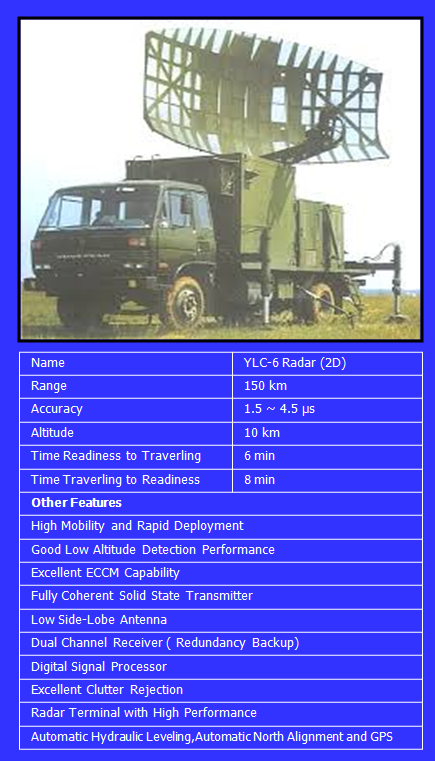 Name YLC-6 Radar (2D)
Range 150 km
Accuracy 1.5 ~ 4.5 µs
Altitude 10 km
Time Readiness to Traverling 6 min
Time Traverling to Readiness 8 min
Other Features
High Mobility and Rapid Deployment
Good Low Altitude Detection Performance
Excellent ECCM Capability
Fully Coherent Solid State Transmitter
Low Side-Lobe Antenna
Dual Channel Receiver ( Redundancy Backup)
Digital Signal Processor
Excellent Clutter Rejection
Radar Terminal with High Performance
Automatic Hydraulic Leveling,Automatic North Alignment and GPS